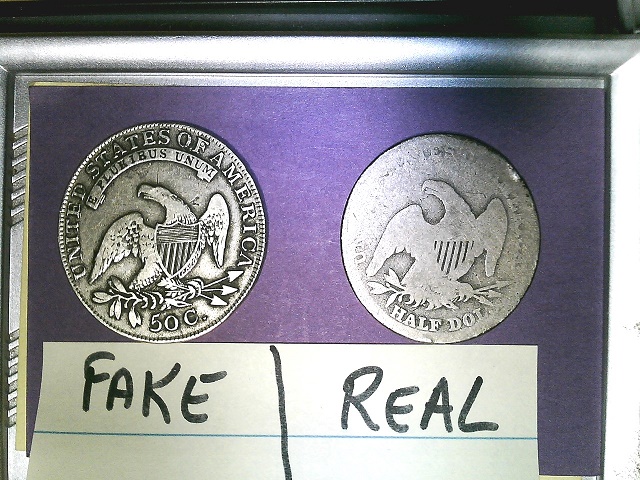 UNITED STATES OF AMERICA
E PLURIBUS UNUM
50 C.
HALF DOL
FAKE
REAL